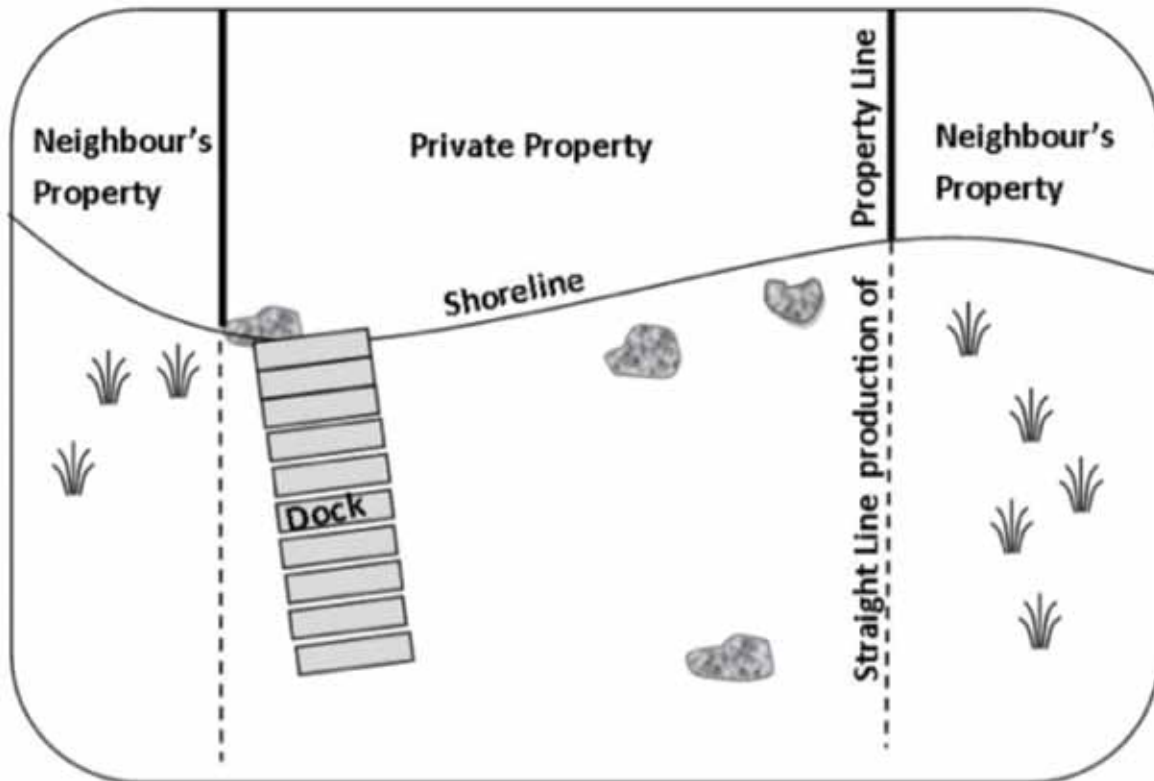 Neighbour's
Property
Private Property
Property Line
Neighbour's
Property
Shoreline
Straight Line production of
Dock